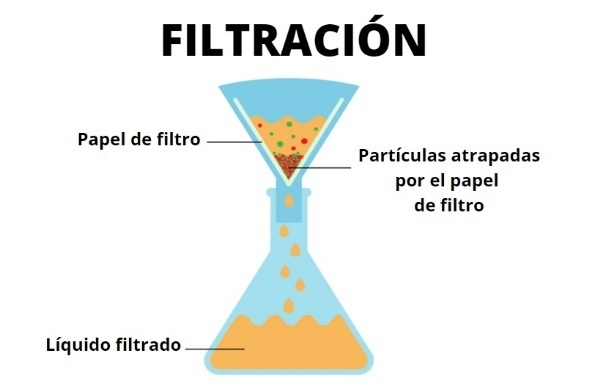 FILTRACIÓN
Papel de filtro
Partículas atrapadas
por el papel
de filtro
Líquido filtrado